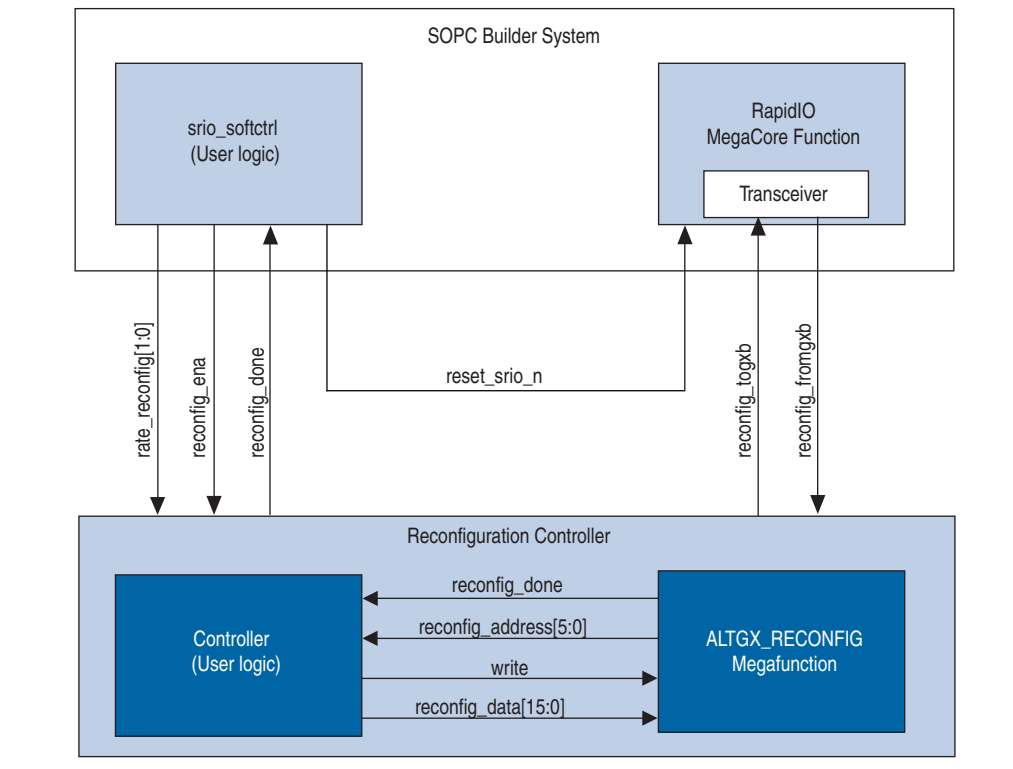 SOPC Builder System
srio_softctrl
(User logic)
RapidIO
MegaCore Function
Transceiver
rate_reconfig[1:0]
reconfig_ena
reconfig_done
reset_srio_n
reconfig_togxb
reconfig_fromgxb
Reconfiguration Controller
Controller
(User logic)
reconfig_done
reconfig_address[5:0]
write
reconfig_data[15:0]
ALTGX_RECONFIG
Megafunction